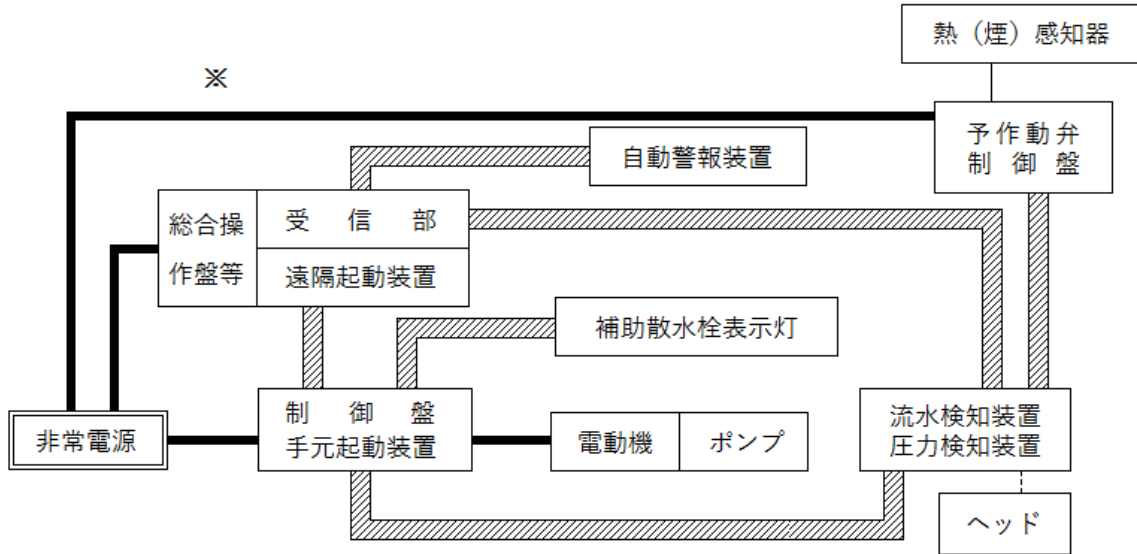 熱（煙）感知器
※
予作動弁
制御盤
自動警報装置
総合操
作盤等
受信部
遠隔起動装置
補助散水栓表示灯
非常電源
制御盤
手元起動装置
電動機
ポンプ
流水検知装置
圧力検知装置
ヘッド